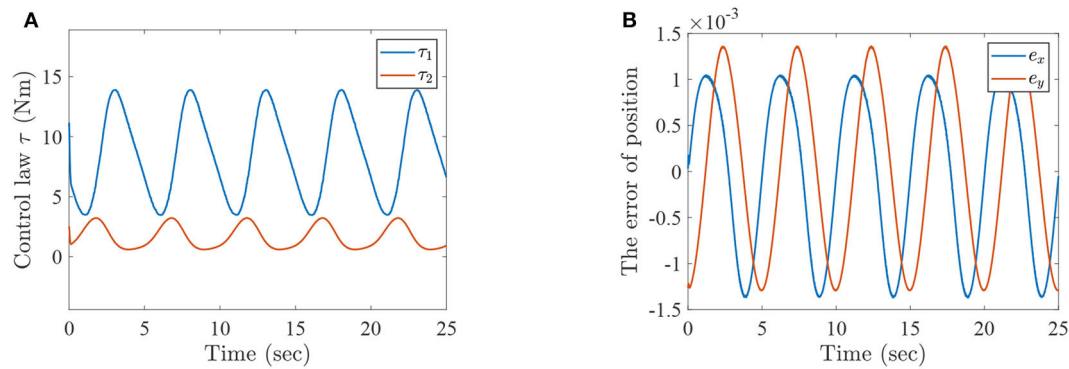 A
Control law τ (Nm)
15
10
5
0
0 5 10 15 20 25
Time (sec)
τ1
τ2
B
×10^-3
The error of position
1.5
1
0.5
0
-0.5
-1
-1.5
0 5 10 15 20 25
Time (sec)
e_x
e_y